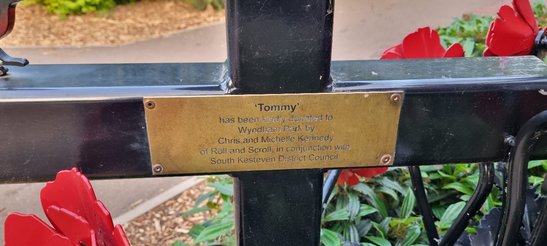 'Tommy'
has been kindly donated to
Wyndham Park by
Chris and Michelle Kennedy
of Roll and Scroll, in conjunction with
South Kesteven District Council